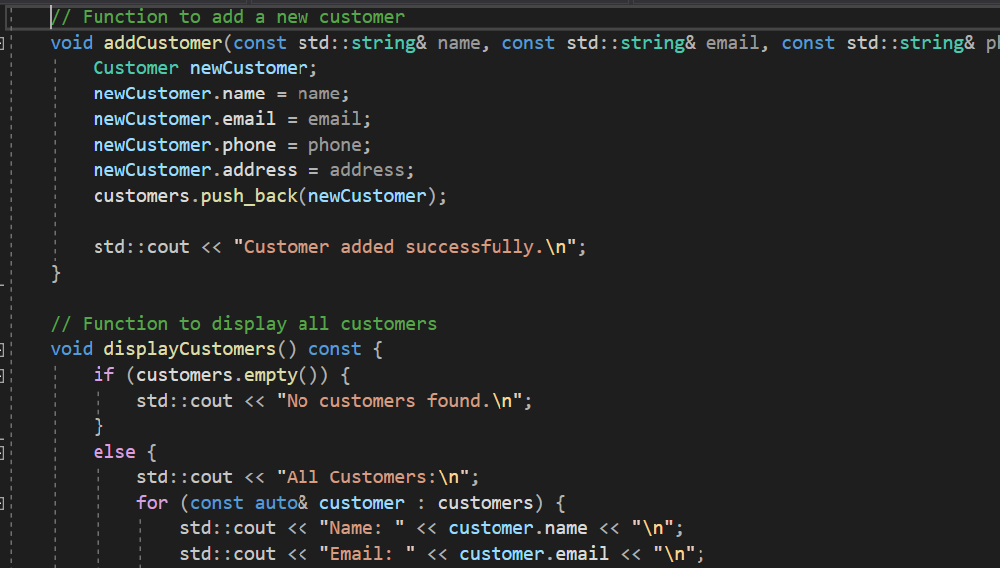 // Function to add a new customer
void addCustomer(const std::string& name, const std::string& email, const std::string&
    Customer newCustomer;
    newCustomer.name = name;
    newCustomer.email = email;
    newCustomer.phone = phone;
    newCustomer.address = address;
    customers.push_back(newCustomer);
    std::cout << "Customer added successfully.\n";
}
// Function to display all customers
void displayCustomers() const {
    if (customers.empty()) {
        std::cout << "No customers found.\n";
    }
    else {
        std::cout << "All Customers:\n";
        for (const auto& customer : customers) {
            std::cout << "Name: " << customer.name << "\n";
            std::cout << "Email: " << customer.email << "\n";